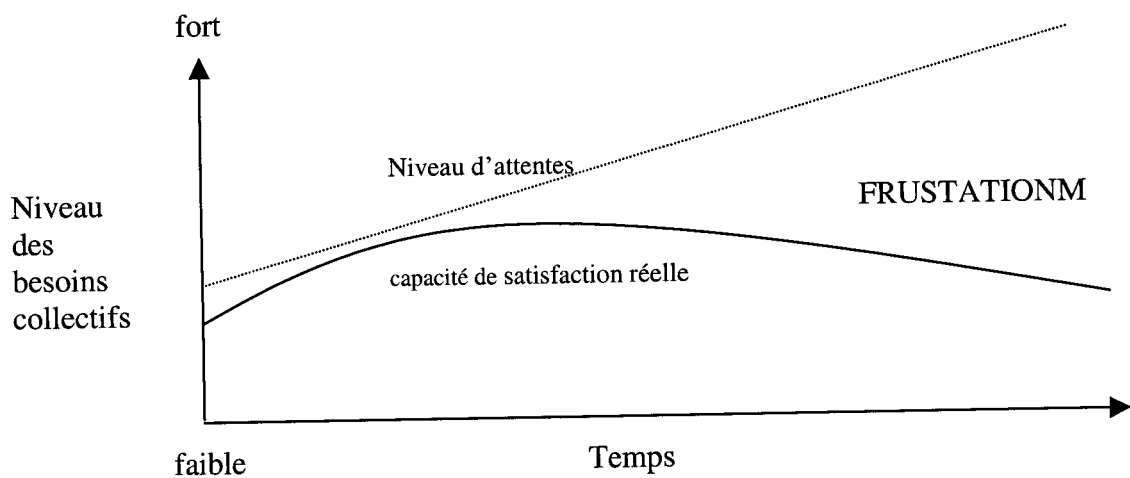 fort
Niveau d'attentes
FRUSTATIONM
Niveau
des
besoins
collectifs
capacité de satisfaction réelle
faible
Temps